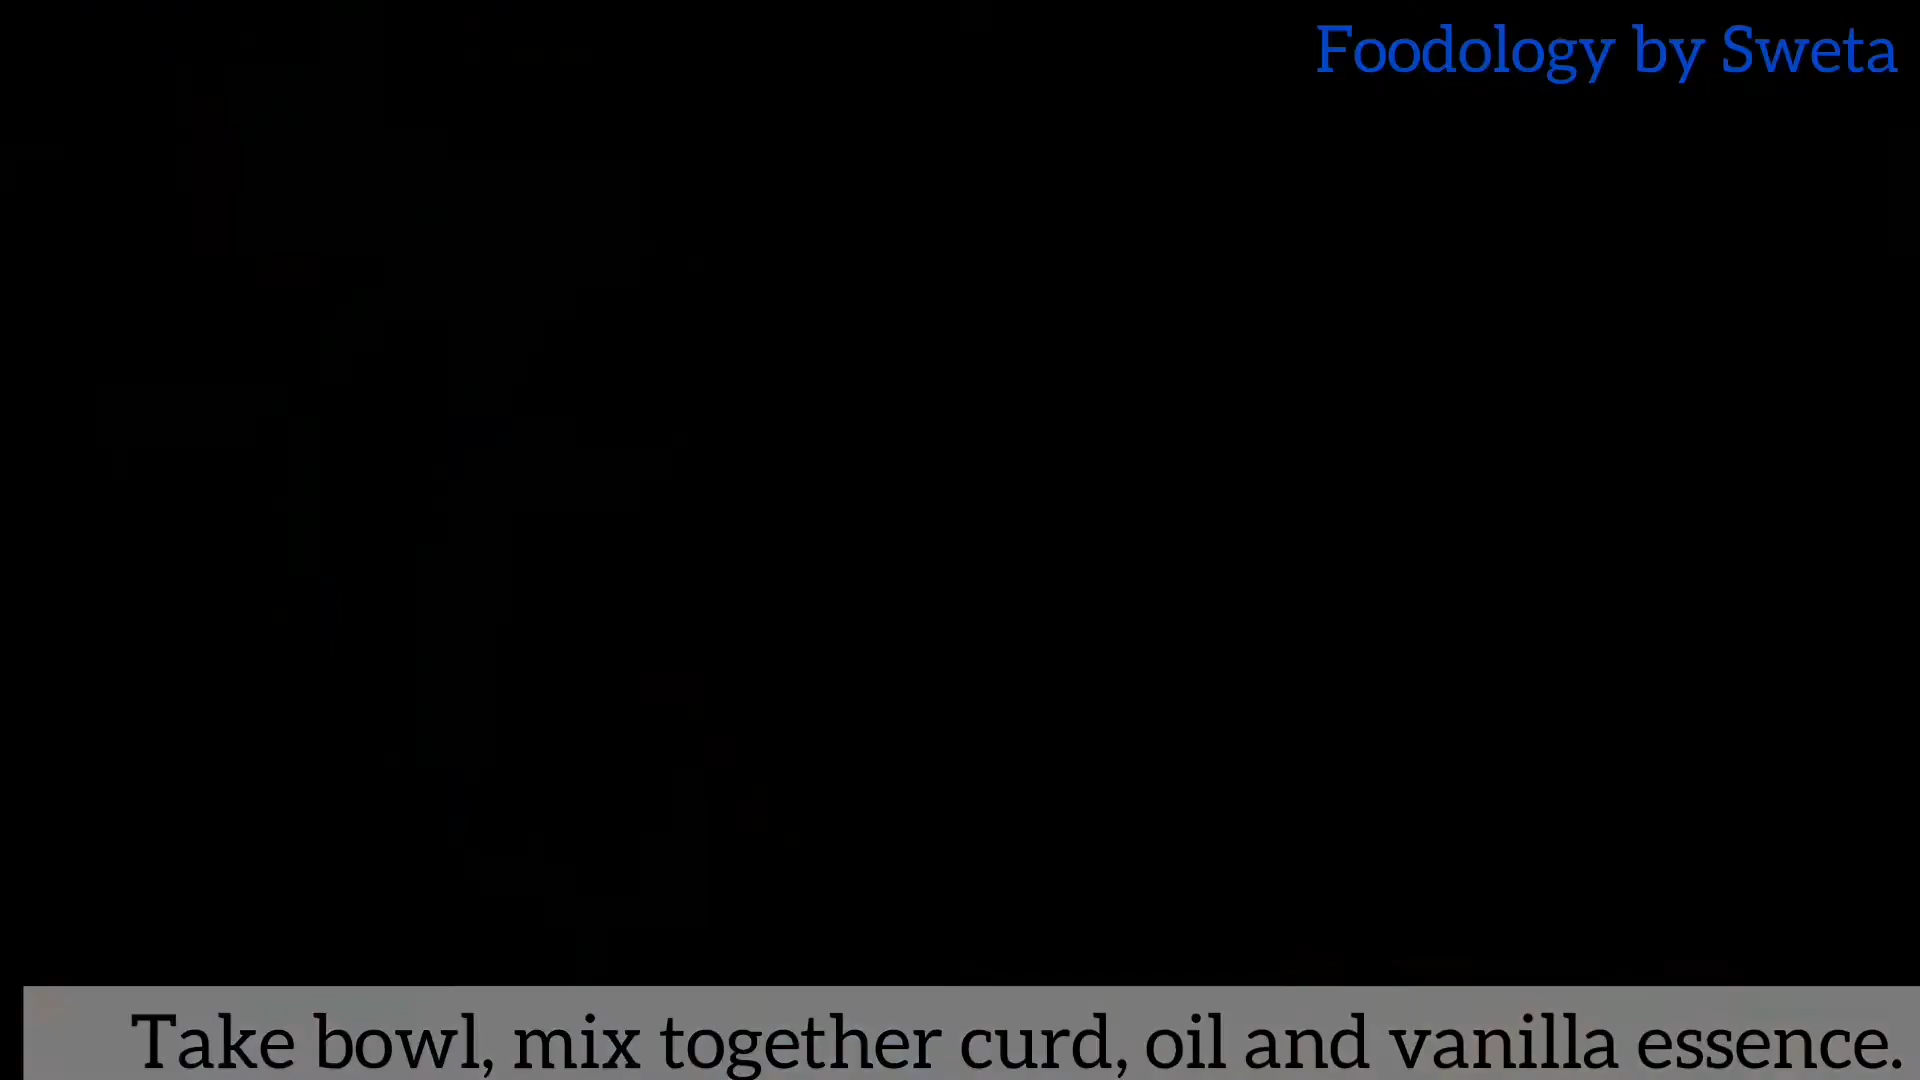 Foodology by Sweta
Take bowl, mix together curd, oil and vanilla essence.